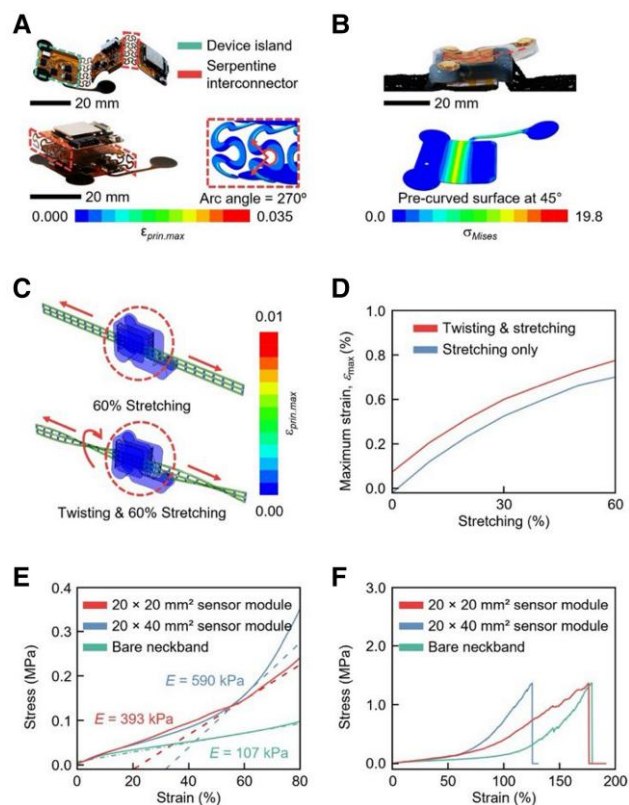 A
Device island
Serpentine
interconnector
20 mm
20 mm
Arc angle = 270°
0.000
0.035
εprin.max
B
20 mm
Pre-curved surface at 45°
0.0
19.8
σMises
C
60% Stretching
Twisting & 60% Stretching
0.01
εprin.max
0.00
D
Maximum strain, εmax (%)
1.0
0.8
0.6
0.2
0.0
Twisting & stretching
Stretching only
0
30
60
Stretching (%)
E
Stress (MPa)
0.4
0.3
0.2
0.1
0.0
20 × 20 mm² sensor module
20 × 40 mm² sensor module
Bare neckband
E = 590 kPa
E = 393 kPa
E = 107 kPa
0 20 40 60 80
Strain (%)
F
Stress (MPa)
3.0
2.0
1.0
0.0
20 × 20 mm² sensor module
20 × 40 mm² sensor module
Bare neckband
0 50 100 150 200
Strain (%)